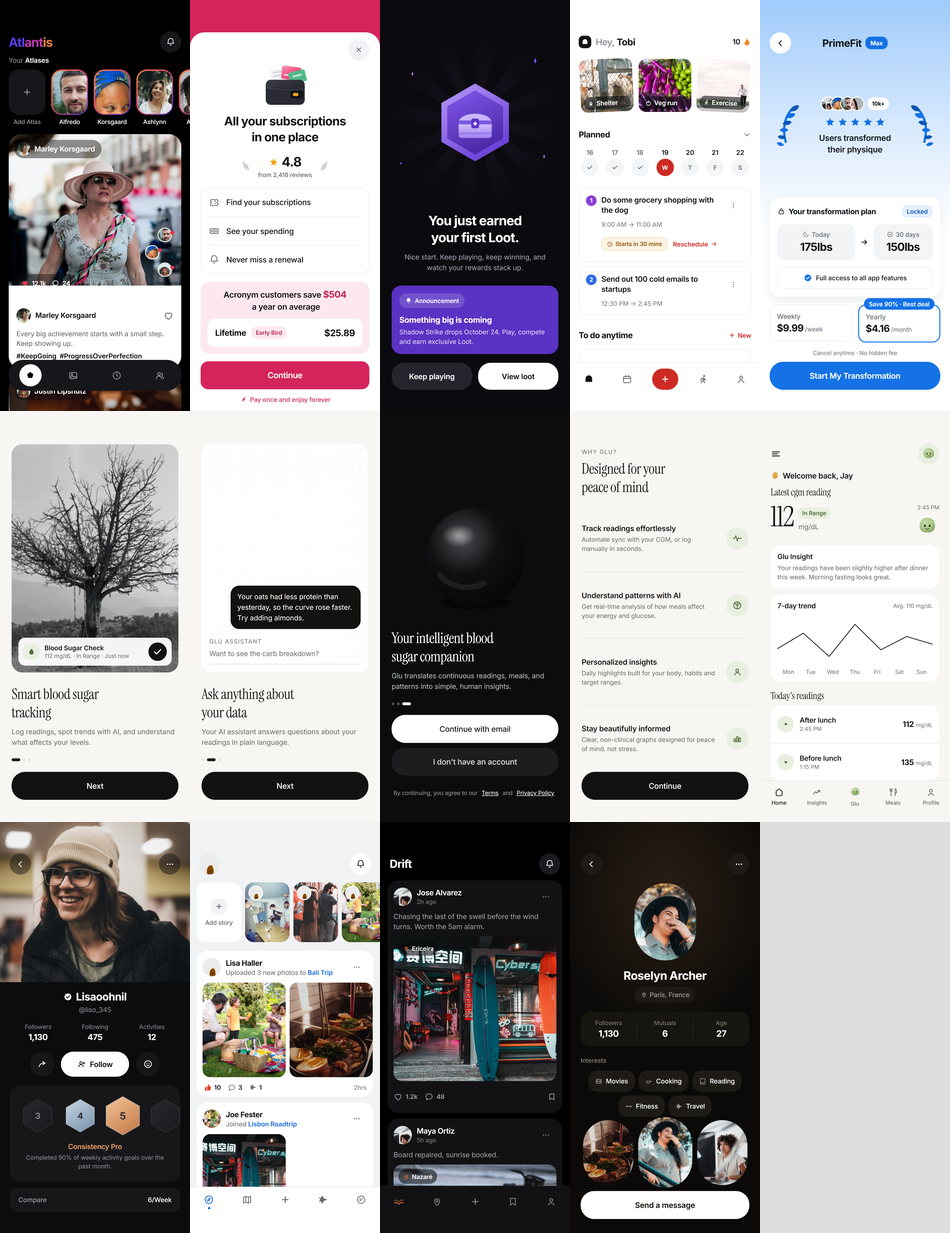 Atlantis
Your Atlases
Add Atlas
Alfredo
Korsgaard
Ashlynn
Marley Korsgaard
12.1k
24
Marley Korsgaard
Every big achievement starts with a small step.
Keep showing up.
#KeepGoing #ProgressOverPerfection
Justin Lipshutz
All your subscriptions
in one place
4.8
from 2,418 reviews
Find your subscriptions
See your spending
Never miss a renewal
Acronym customers save $504
a year on average
Lifetime
Early Bird
$25.89
Continue
Pay once and enjoy forever
You just earned
your first Loot.
Nice start. Keep playing, keep winning, and
watch your rewards stack up.
Announcement
Something big is coming
Shadow Strike drops October 24. Play, compete
and earn exclusive Loot.
Keep playing
View loot
Hey, Tobi
10
Shelter
Veg run
Exercise
Planned
16 17 18 19 20 21 22
W T F S
1
Do some grocery shopping with
the dog
9:00 AM → 11:00 AM
Starts in 30 mins
Reschedule →
2
Send out 100 cold emails to
startups
12:30 PM → 2:45 PM
To do anytime
+ New
PrimeFit
Max
10k+
Users transformed
their physique
Your transformation plan
Locked
Today
175lbs
→
30 days
150lbs
Full access to all app features
Save 90% · Best deal
Weekly
$9.99 /week
Yearly
$4.16 /month
Cancel anytime · No hidden fee
Start My Transformation
Blood Sugar Check
112 mg/dL · In Range · Just now
Smart blood sugar
tracking
Log readings, spot trends with AI, and understand
what affects your levels.
Next
Your oats had less protein than
yesterday, so the curve rose faster.
Try adding almonds.
GLU ASSISTANT
Want to see the carb breakdown?
Ask anything about
your data
Your AI assistant answers questions about your
readings in plain language.
Next
Your intelligent blood
sugar companion
Glu translates continuous readings, meals, and
patterns into simple, human insights.
Continue with email
I don't have an account
By continuing, you agree to our Terms and Privacy Policy
WHY GLU?
Designed for your
peace of mind
Track readings effortlessly
Automate sync with your CGM, or log
manually in seconds.
Understand patterns with AI
Get real-time analysis of how meals affect
your energy and glucose.
Personalized insights
Daily highlights built for your body, habits and
target ranges.
Stay beautifully informed
Clear, non-clinical graphs designed for peace
of mind, not stress.
Continue
Welcome back, Jay
Latest cgm reading
112
In Range
mg/dL
2:45 PM
Glu Insight
Your readings have been slightly higher after dinner
this week. Morning fasting looks great.
7-day trend
Avg. 110 mg/dL
Mon Tue Wed Thu Fri Sat Sun
Today's readings
After lunch
2:45 PM
112 mg/dL
Before lunch
1:15 PM
135 mg/dL
Home
Insights
Glu
Meals
Profile
Lisaoohnil
@liso_345
Followers
1,130
Following
475
Activities
12
Follow
3
4
5
Consistency Pro
Completed 90% of weekly activity goals over the
past month.
Compare
6/Week
Add story
Lisa Haller
Uploaded 3 new photos to Bali Trip
10
3
1
2hrs
Joe Fester
Joined Lisbon Roadtrip
Drift
Jose Alvarez
2h ago
Chasing the last of the swell before the wind
turns. Worth the 5am alarm.
Ericeira
Cybersp
1.2k
48
Maya Ortiz
5h ago
Board repaired, sunrise booked.
Nazaré
Roselyn Archer
Paris, France
Followers
1,130
Mutuals
6
Age
27
Interests
Movies
Cooking
Reading
Fitness
Travel
Send a message